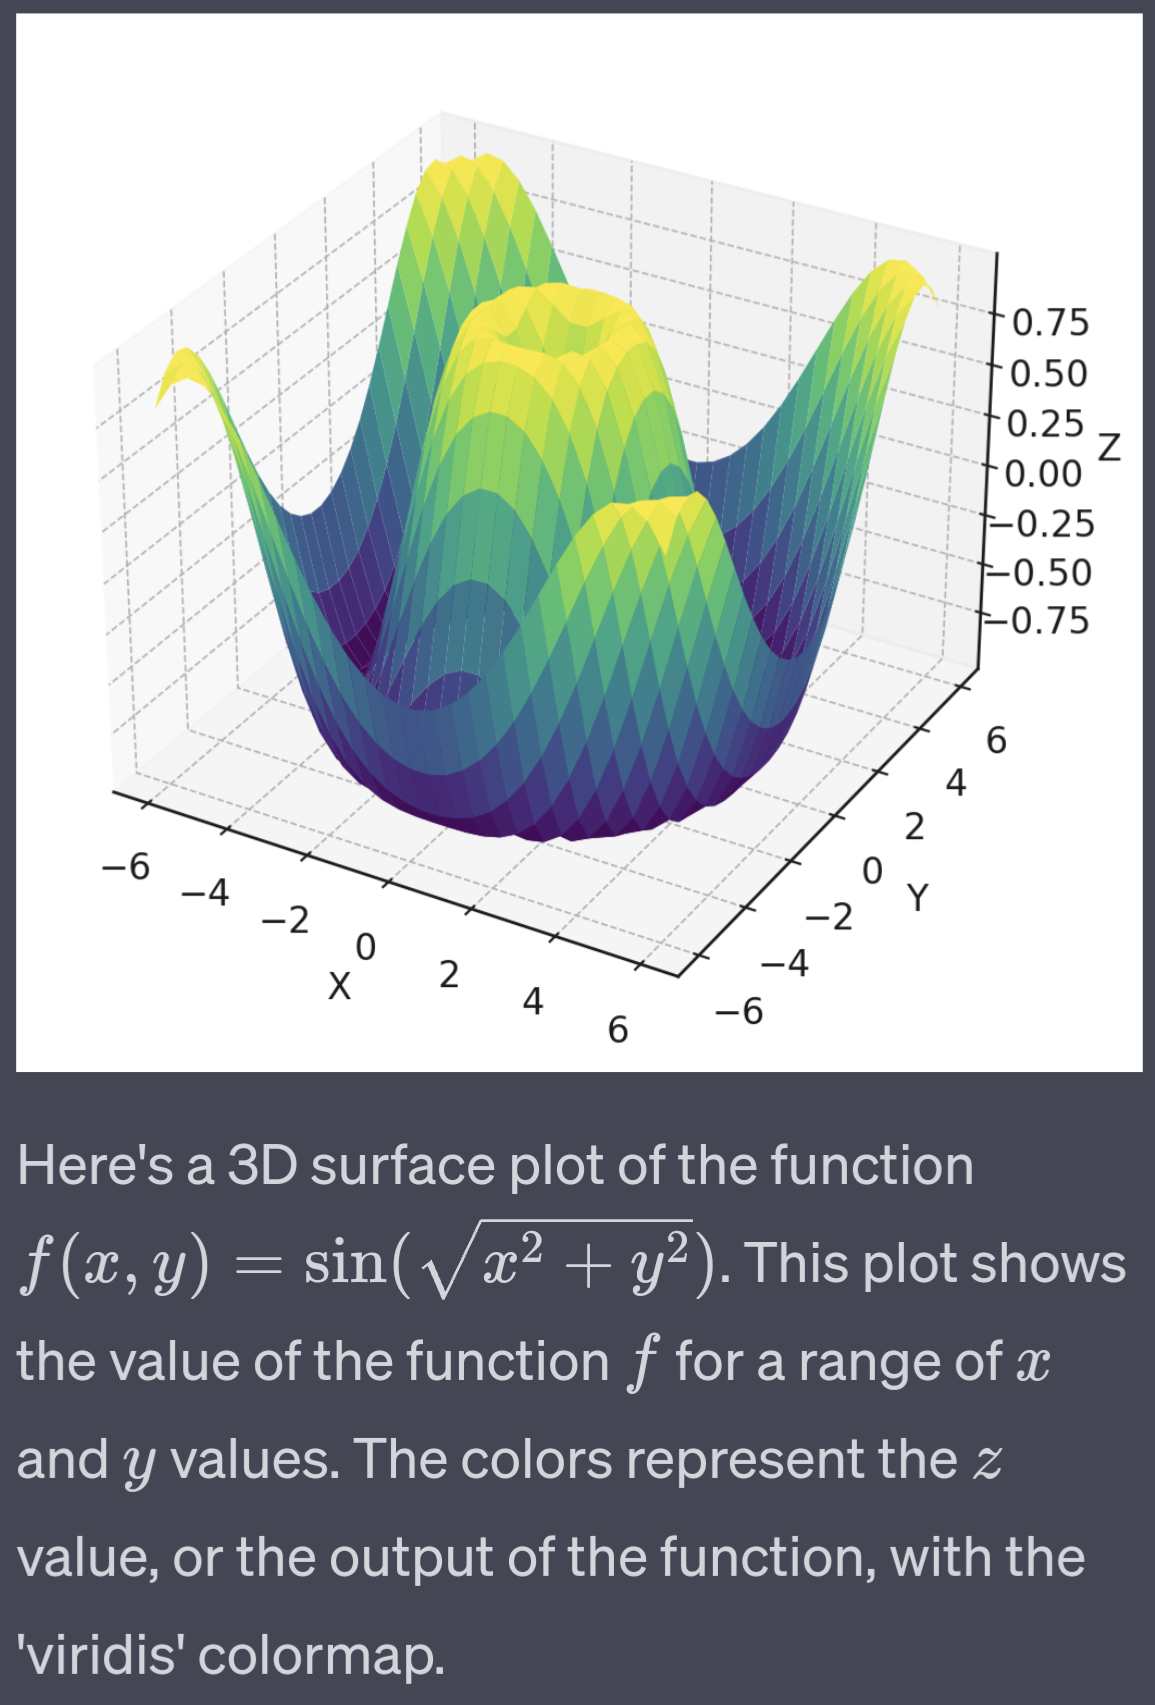 0.75
0.50
0.25
Z
0.00
−0.25
−0.50
−0.75
6
4
2
0
Y
−2
−4
−6
−6
−4
−2
0
X
2
4
6
Here's a 3D surface plot of the function
f(x, y) = sin(√(x² + y²)). This plot shows
the value of the function f for a range of x
and y values. The colors represent the z
value, or the output of the function, with the
'viridis' colormap.